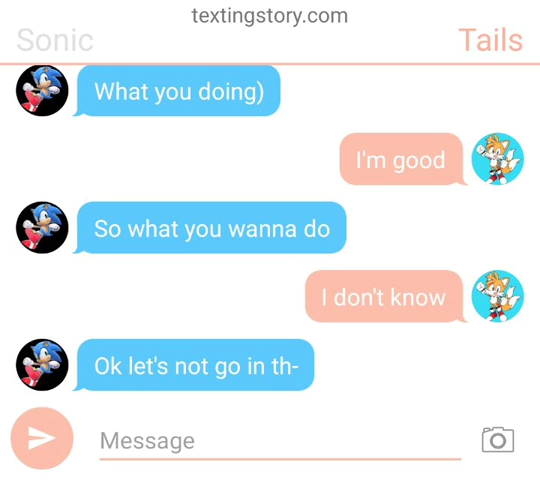 textingstory.com
Sonic
Tails
What you doing)
I'm good
So what you wanna do
I don't know
Ok let's not go in th-
Message